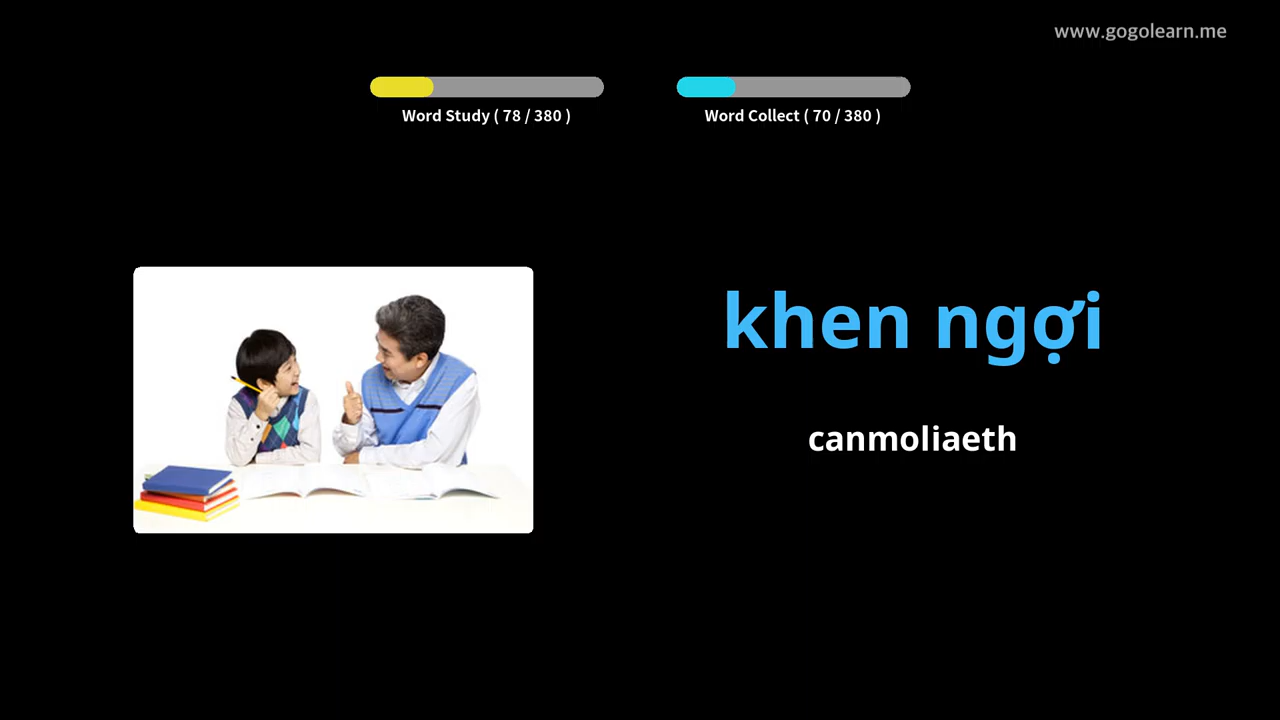 www.gogolearn.me
Word Study ( 78 / 380 )
Word Collect ( 70 / 380 )
khen ngợi
canmoliaeth